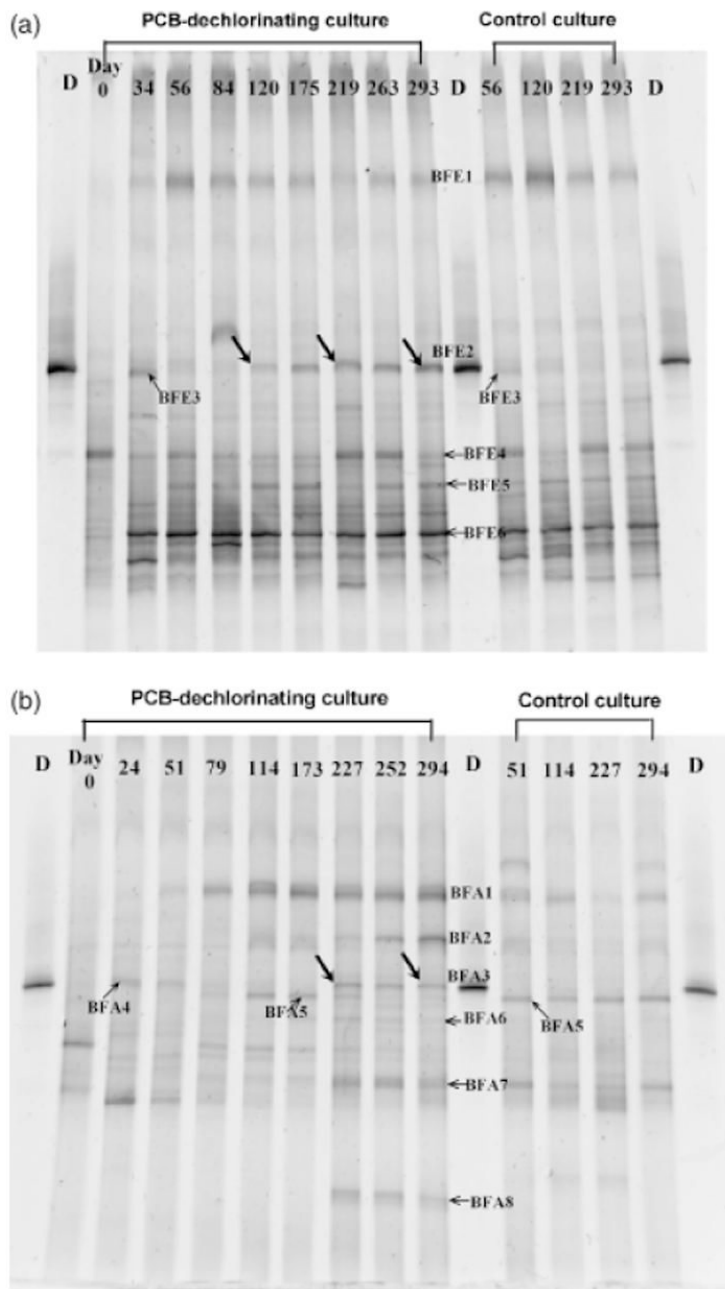 (a)
PCB-dechlorinating culture Control culture
D Day 0 34 56 84 120 175 219 263 293 D 56 120 219 293 D
BFE1
BFE2
BFE3 BFE3
BFE4
BFE5
BFE6
(b)
PCB-dechlorinating culture Control culture
D Day 0 24 51 79 114 173 227 252 294 D 51 114 227 294 D
BFA1
BFA2
BFA3
BFA4 BFA5 BFA6 BFA5
BFA7
BFA8